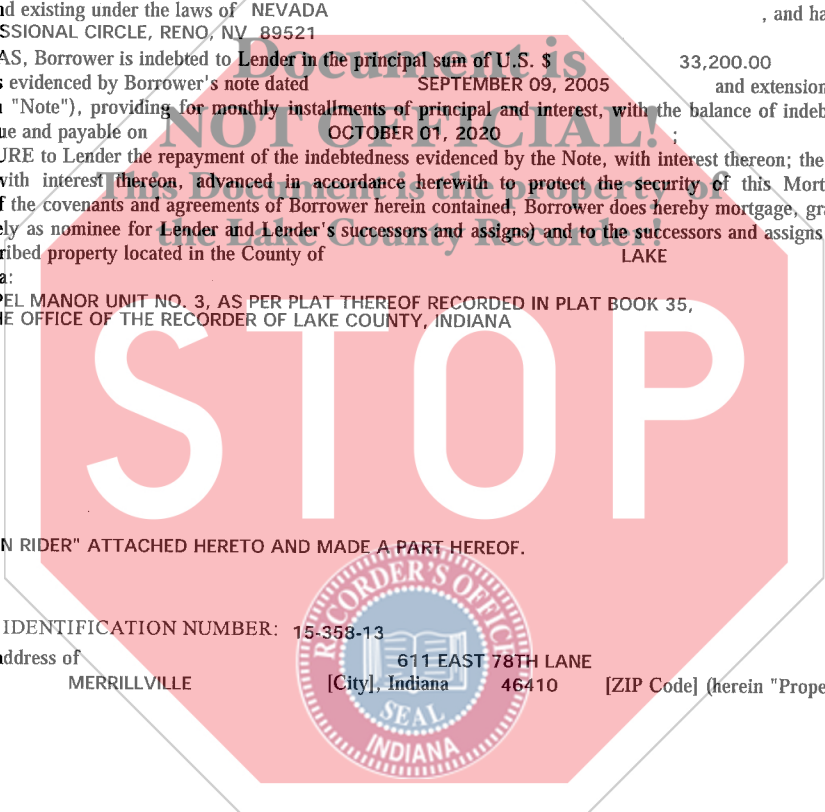 nd existing under the laws of NEVADA , and ha
SSIONAL CIRCLE, RENO, NV 89521
AS, Borrower is indebted to Lender in the principal sum of U.S. $ 33,200.00
s evidenced by Borrower's note dated SEPTEMBER 09, 2005 and extension
n "Note"), providing for monthly installments of principal and interest, with the balance of indeb
ue and payable on OCTOBER 01, 2020 ;
URE to Lender the repayment of the indebtedness evidenced by the Note, with interest thereon; the
with interest thereon, advanced in accordance herewith to protect the security of this Mort
f the covenants and agreements of Borrower herein contained, Borrower does hereby mortgage, gra
ly as nominee for Lender and Lender's successors and assigns) and to the successors and assigns
ribed property located in the County of LAKE
a:
PEL MANOR UNIT NO. 3, AS PER PLAT THEREOF RECORDED IN PLAT BOOK 35,
HE OFFICE OF THE RECORDER OF LAKE COUNTY, INDIANA
N RIDER" ATTACHED HERETO AND MADE A PART HEREOF.
IDENTIFICATION NUMBER: 15-358-13
address of 611 EAST 78TH LANE
MERRILLVILLE [City], Indiana 46410 [ZIP Code] (herein "Prope
Document is
NOT OFFICIAL!
This Document is the property of
the Lake County Recorder!
STOP
RECORDER'S OFFICE
SEAL
INDIANA